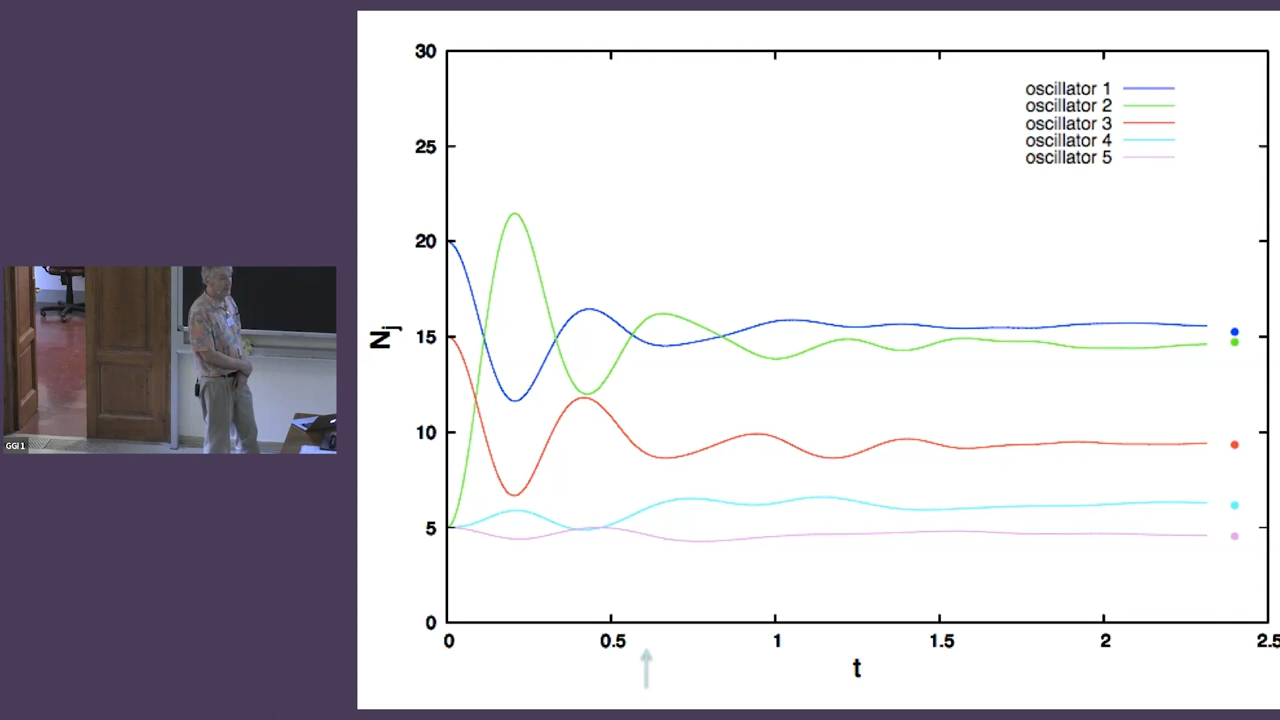 30
25
20
15
10
5
0
N_j
oscillator 1
oscillator 2
oscillator 3
oscillator 4
oscillator 5
0 0.5 1 1.5 2 2.5
t
GGI1